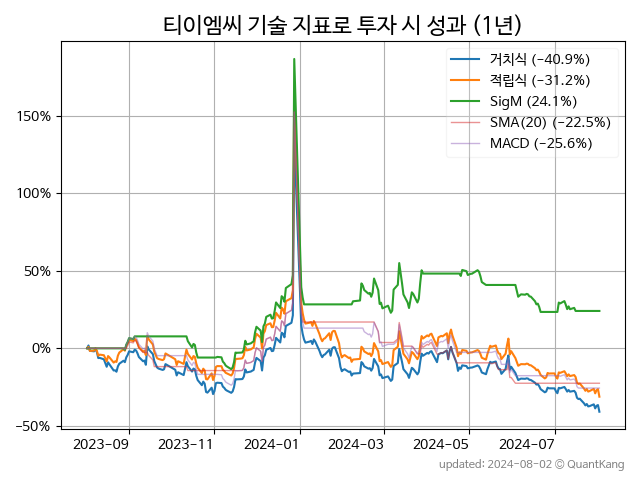 티이엠씨 기술 지표로 투자 시 성과 (1년)
거치식 (−40.9%)
적립식 (−31.2%)
SigM (24.1%)
SMA(20) (−22.5%)
MACD (−25.6%)
150%
100%
50%
0%
−50%
2023−09 2023−11 2024−01 2024−03 2024−05 2024−07
updated: 2024−08−02 © QuantKang